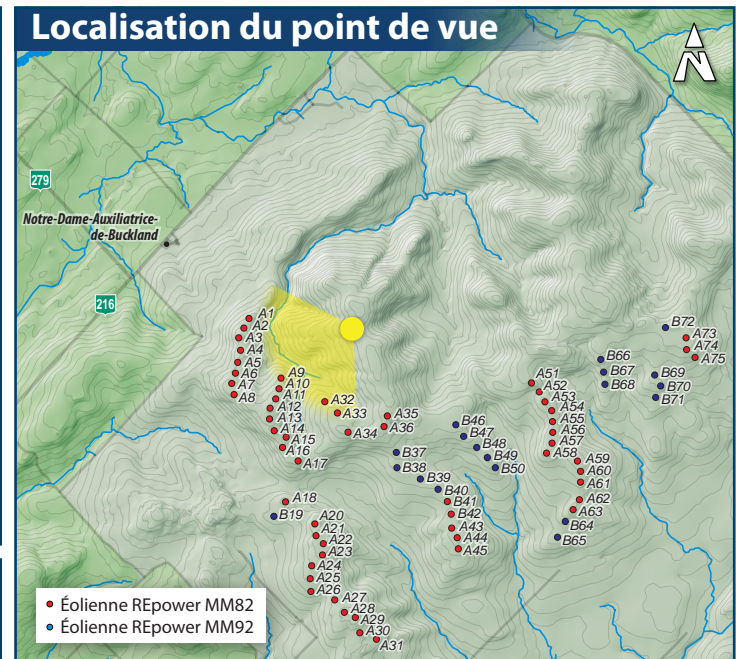 Localisation du point de vue
N
279
Notre-Dame-Auxiliatrice-
de-Buckland
216
A1
A2
A3
A4
A5
A6
A7
A8
A9
A10
A11
A12
A13
A14
A15
A16
A17
A32
A33
A34
A35
A36
B37
B38
B39
B40
B41
B42
A43
A44
A45
B46
B47
B48
B49
B50
A51
A52
A53
A54
A55
A56
A57
A58
A59
A60
A61
A62
A63
B64
B65
B66
B67
B68
B69
B70
B71
B72
A73
A74
A75
A18
B19
A20
A21
A22
A23
A24
A25
A26
A27
A28
A29
A30
A31
Éolienne REpower MM82
Éolienne REpower MM92